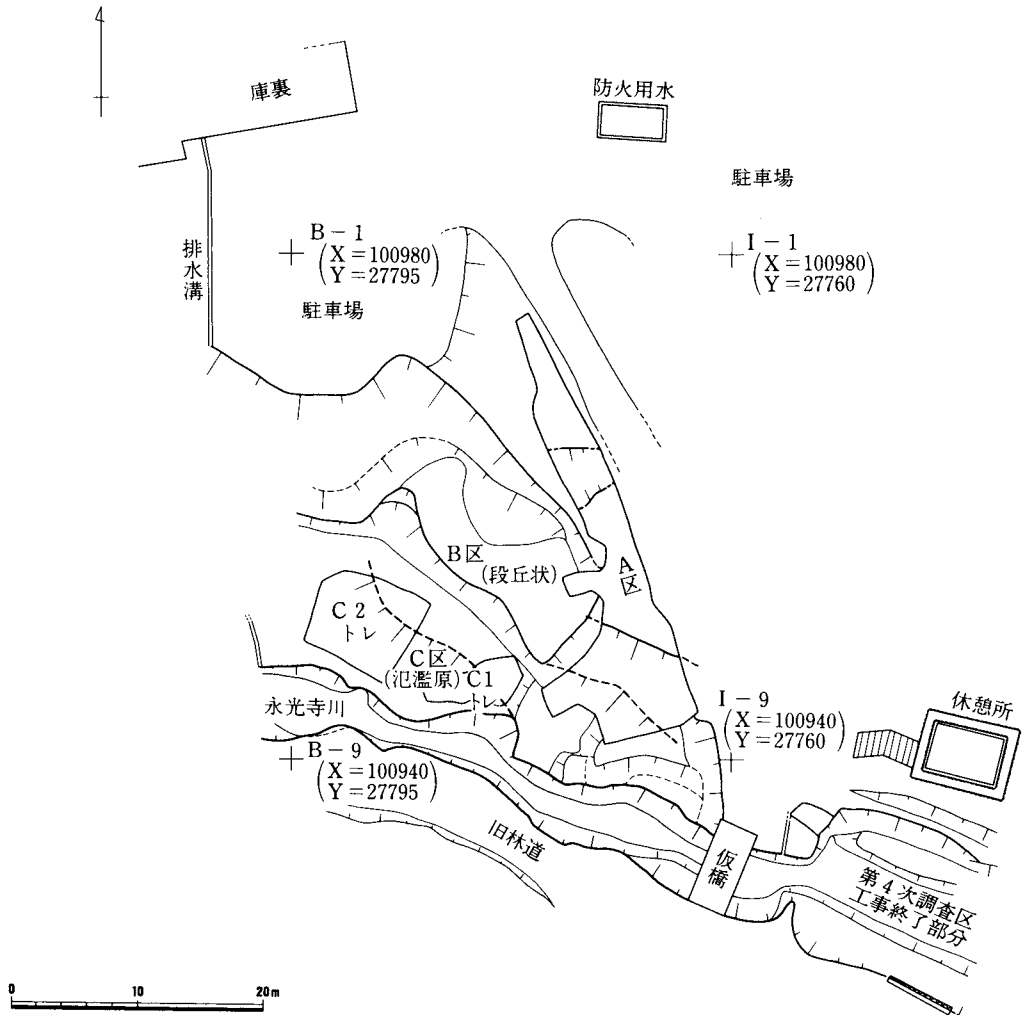 庫裏
防火用水
駐車場
排水溝
B－1
(X＝100980)
(Y＝27795)
I－1
(X＝100980)
(Y＝27760)
駐車場
B区
(段丘状)
A区
C2
トレ
C区
(氾濫原)
C1
トレ
永光寺川
I－9
(X＝100940)
(Y＝27760)
休憩所
B－9
(X＝100940)
(Y＝27795)
旧林道
仮橋
第4次調査区
工事終了部分
0 10 20m